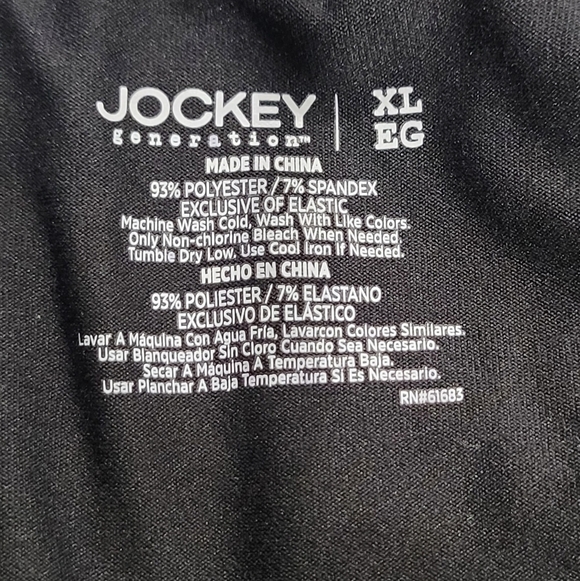 JOCKEY
generation™
XL
EG
MADE IN CHINA
93% POLYESTER / 7% SPANDEX
EXCLUSIVE OF ELASTIC
Machine Wash Cold, Wash With Like Colors.
Only Non-chlorine Bleach When Needed,
Tumble Dry Low. Use Cool Iron If Needed.
HECHO EN CHINA
93% POLIESTER / 7% ELASTANO
EXCLUSIVO DE ELÁSTICO
Lavar A Máquina Con Agua Fría, Lavarcon Colores Similares.
Usar Blanqueador Sin Cloro Cuando Sea Necesario.
Secar A Máquina A Temperatura Baja.
Usar Planchar A Baja Temperatura Si Es Necesario.
RN#61683